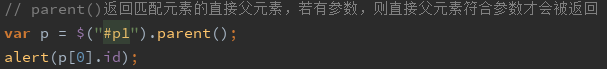 // parent()返回匹配元素的直接父元素，若有参数，则直接父元素符合参数才会被返回
var p = $("#p1").parent();
alert(p[0].id);